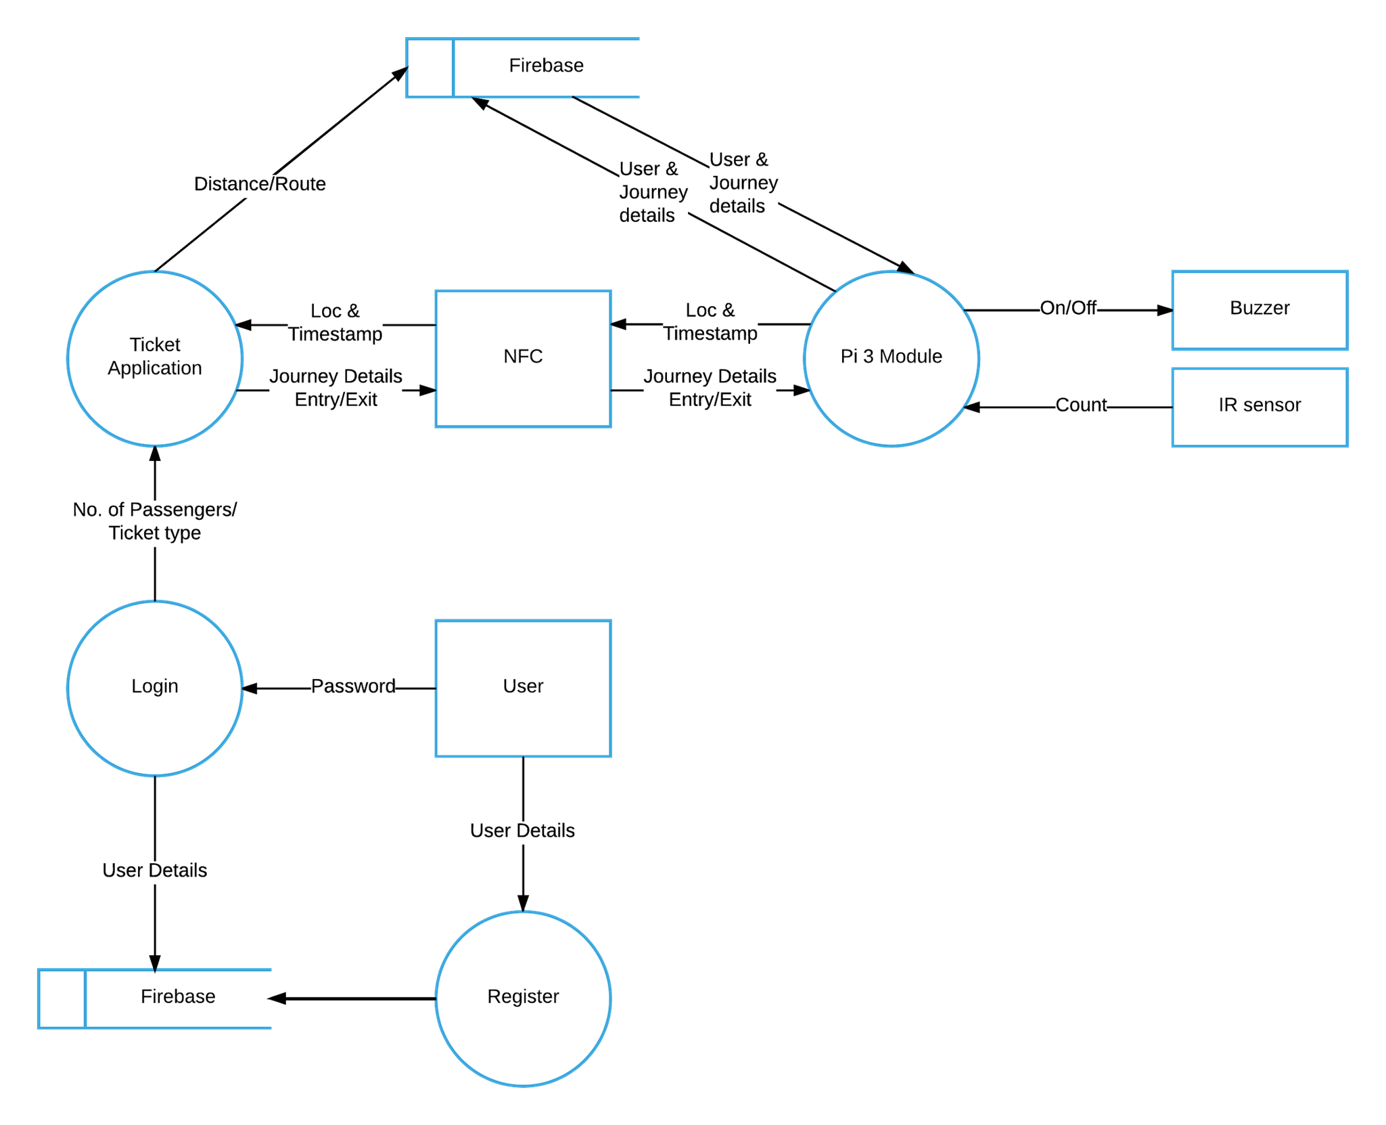 Firebase
User &
Journey
details
User &
Journey
details
Distance/Route
Loc &
Timestamp
Loc &
Timestamp
On/Off
Buzzer
Ticket
Application
NFC
Pi 3 Module
Journey Details
Entry/Exit
Journey Details
Entry/Exit
Count
IR sensor
No. of Passengers/
Ticket type
Login
Password
User
User Details
User Details
Firebase
Register